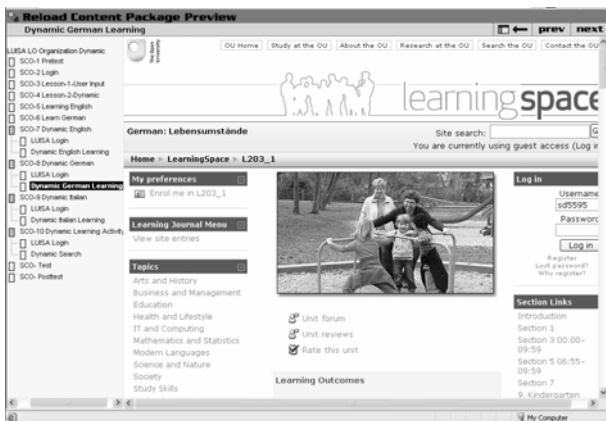 Reload Content Package Preview
Dynamic German Learning
prev next
LUISA LO Organization Dynamic
SCO-1 Pretest
SCO-2 Login
SCO-3 Lesson-1-User Input
SCO-4 Lesson-2-Dynamic
SCO-5 Learning English
SCO-6 Learn German
SCO-7 Dynamic English
LUISA Login
Dynamic English Learning
SCO-8 Dynamic German
LUISA Login
Dynamic German Learning
SCO-9 Dynamic Italian
LUISA Login
Dynamic Italian Learning
SCO-10 Dynamic Learning Activity
LUISA Login
Dynamic Search
SCO- Test
SCO- Posttest
The Open
University
OU Home
Study at the OU
About the OU
Research at the OU
Search the OU
Contact the OU
learningspace
German: Lebensumstände
Site search:
G
You are currently using guest access (Log in
Home ► LearningSpace ► L203_1
My preferences
Enrol me in L203_1
Learning Journal Menu
View site entries
Topics
Arts and History
Business and Management
Education
Health and Lifestyle
IT and Computing
Mathematics and Statistics
Modern Languages
Science and Nature
Society
Study Skills
Unit forum
Unit reviews
Rate this unit
Learning Outcomes
Log in
Username
sd5595
Password
Log in
Register
Lost password?
Why register?
Section Links
Introduction
Section 1
Section 3 00:00–
09:59
Section 5 06:55–
09:59
Section 7
9. Kindergarten
My Computer